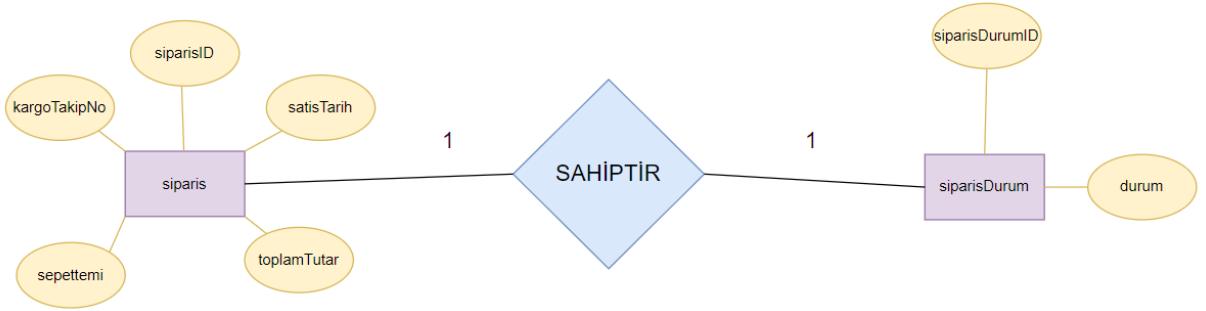 siparisID
siparisDurumID
kargoTakipNo
satisTarih
1
1
siparis
SAHİPTİR
siparisDurum
durum
sepettemi
toplamTutar